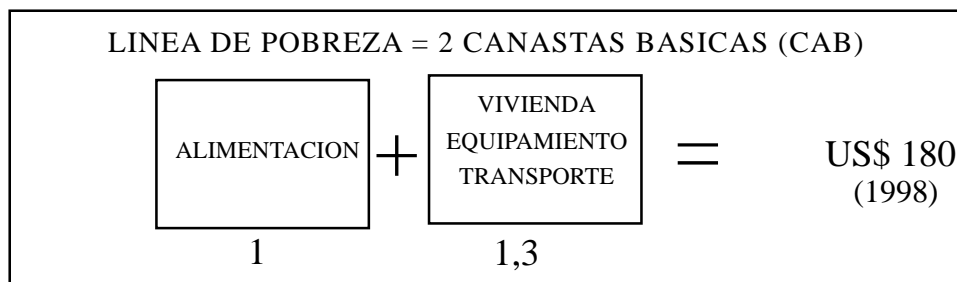 LINEA DE POBREZA = 2 CANASTAS BASICAS (CAB)
ALIMENTACION
+
VIVIENDA
EQUIPAMIENTO
TRANSPORTE
=
US$ 180
(1998)
1
1,3